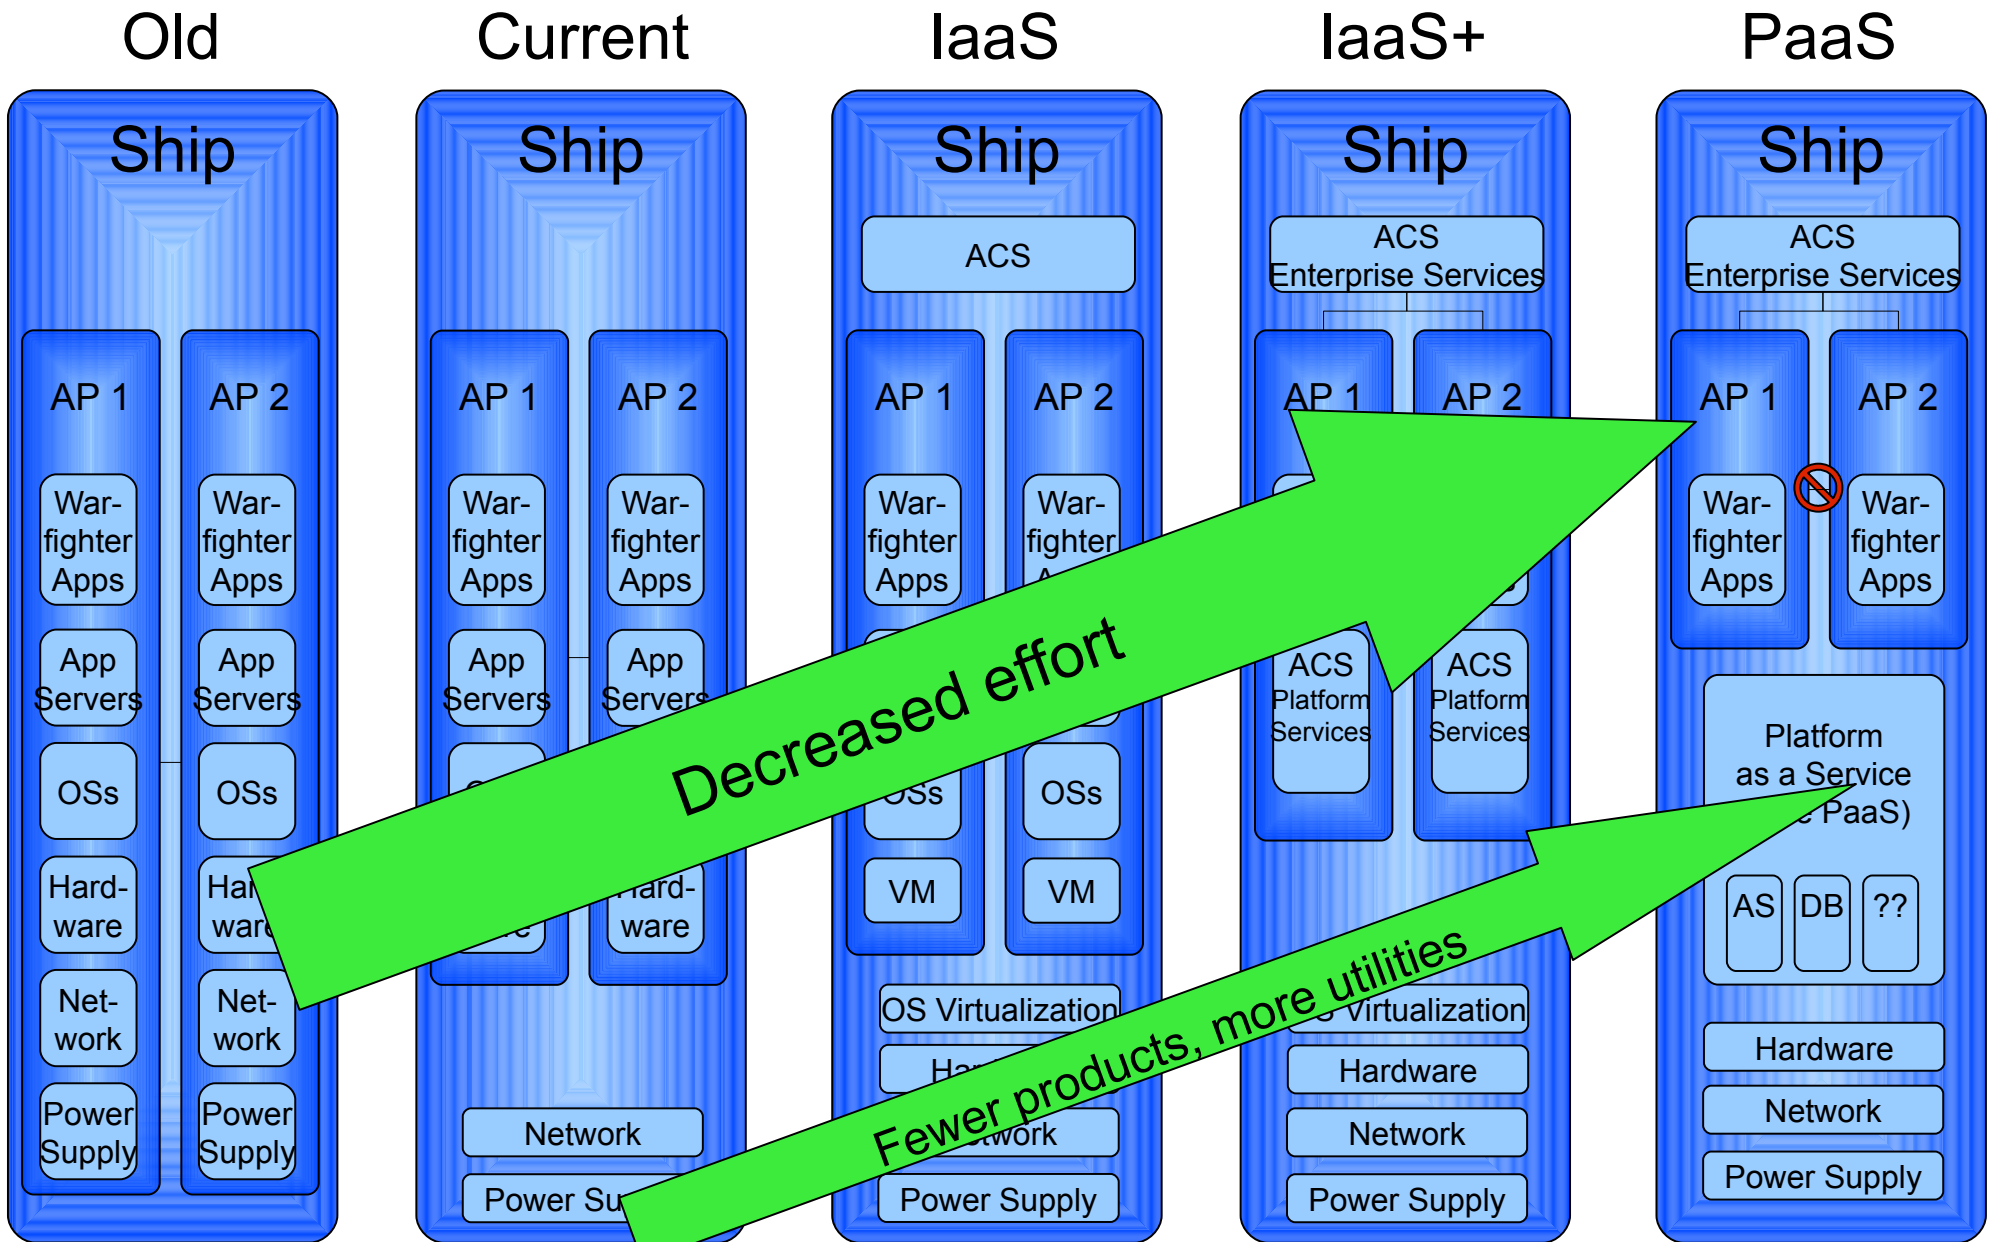 Old
Current
IaaS
IaaS+
PaaS
Ship
AP 1
War-
fighter
Apps
App
Servers
OSs
Hard-
ware
Net-
work
Power
Supply
AP 2
War-
fighter
Apps
App
Servers
OSs
Net-
work
Power
Supply
Ship
AP 1
War-
fighter
Apps
App
Servers
AP 2
War-
fighter
Apps
App
Servers
ware
Network
Power
Ship
ACS
AP 1
War-
fighter
Apps
OSs
VM
AP 2
War-
fighter
OSs
VM
OS Virtualization
Power Supply
Ship
ACS
Enterprise Services
AP 1
ACS
Platform
Services
AP 2
ACS
Platform
Services
Virtualization
Hardware
Network
Power Supply
Ship
ACS
Enterprise Services
AP 1
War-
fighter
Apps
AP 2
War-
fighter
Apps
Platform
as a Service
PaaS)
AS
DB
??
Hardware
Network
Power Supply
Decreased effort
Fewer products, more utilities